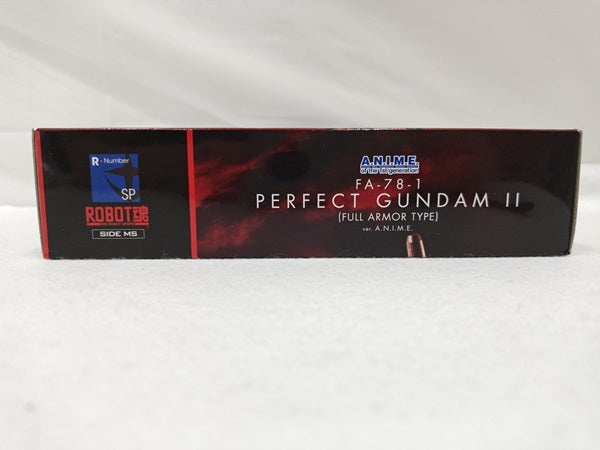 R-Number
SP
ROBOT魂
SIDE MS
A.N.I.M.E.
of the 1st generation
FA-78-1
PERFECT GUNDAM II
(FULL ARMOR TYPE)
ver. A.N.I.M.E.